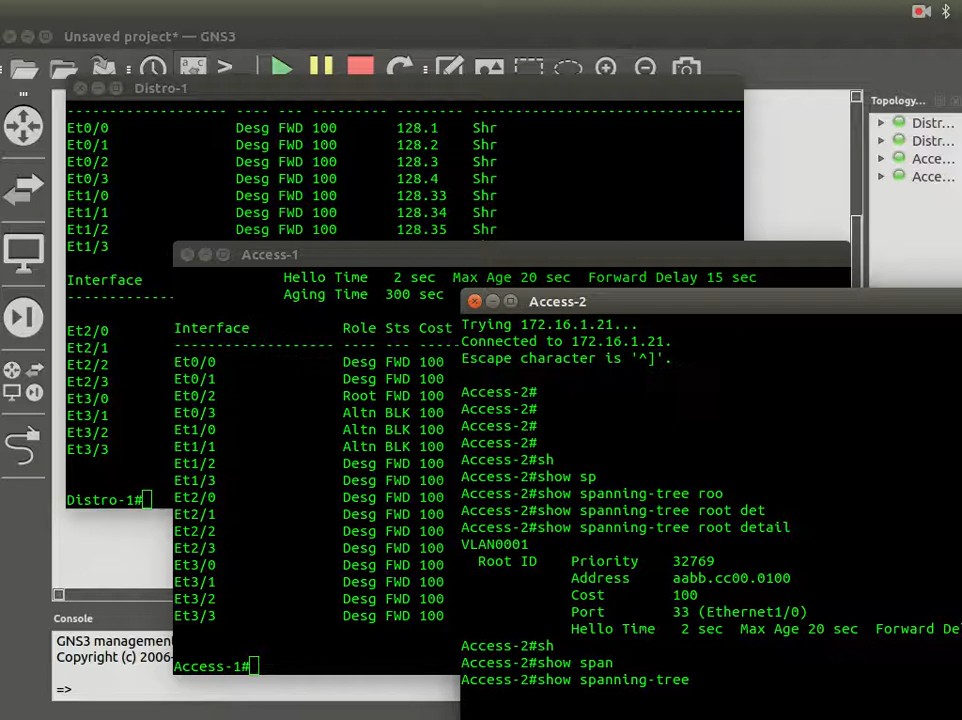 Unsaved project* — GNS3
Distro-1
Et0/0 Desg FWD 100 128.1 Shr
Et0/1 Desg FWD 100 128.2 Shr
Et0/2 Desg FWD 100 128.3 Shr
Et0/3 Desg FWD 100 128.4 Shr
Et1/0 Desg FWD 100 128.33 Shr
Et1/1 Desg FWD 100 128.34 Shr
Et1/2 Desg FWD 100 128.35 Shr
Et1/3
Interface
Et2/0
Et2/1
Et2/2
Et2/3
Et3/0
Et3/1
Et3/2
Et3/3
Distro-1#
Access-1
Hello Time 2 sec Max Age 20 sec Forward Delay 15 sec
Aging Time 300 sec
Interface Role Sts Cost
Et0/0 Desg FWD 100
Et0/1 Desg FWD 100
Et0/2 Root FWD 100
Et0/3 Altn BLK 100
Et1/0 Altn BLK 100
Et1/1 Altn BLK 100
Et1/2 Desg FWD 100
Et1/3 Desg FWD 100
Et2/0 Desg FWD 100
Et2/1 Desg FWD 100
Et2/2 Desg FWD 100
Et2/3 Desg FWD 100
Et3/0 Desg FWD 100
Et3/1 Desg FWD 100
Et3/2 Desg FWD 100
Et3/3 Desg FWD 100
Access-1#
Access-2
Trying 172.16.1.21...
Connected to 172.16.1.21.
Escape character is '^]'.
Access-2#
Access-2#
Access-2#
Access-2#
Access-2#sh
Access-2#show sp
Access-2#show spanning-tree roo
Access-2#show spanning-tree root det
Access-2#show spanning-tree root detail
VLAN0001
Root ID Priority 32769
Address aabb.cc00.0100
Cost 100
Port 33 (Ethernet1/0)
Hello Time 2 sec Max Age 20 sec Forward De
Access-2#sh
Access-2#show span
Access-2#show spanning-tree
Topology...
Distr...
Distr...
Acce...
Acce...
Console
GNS3 management
Copyright (c) 2006-
=>